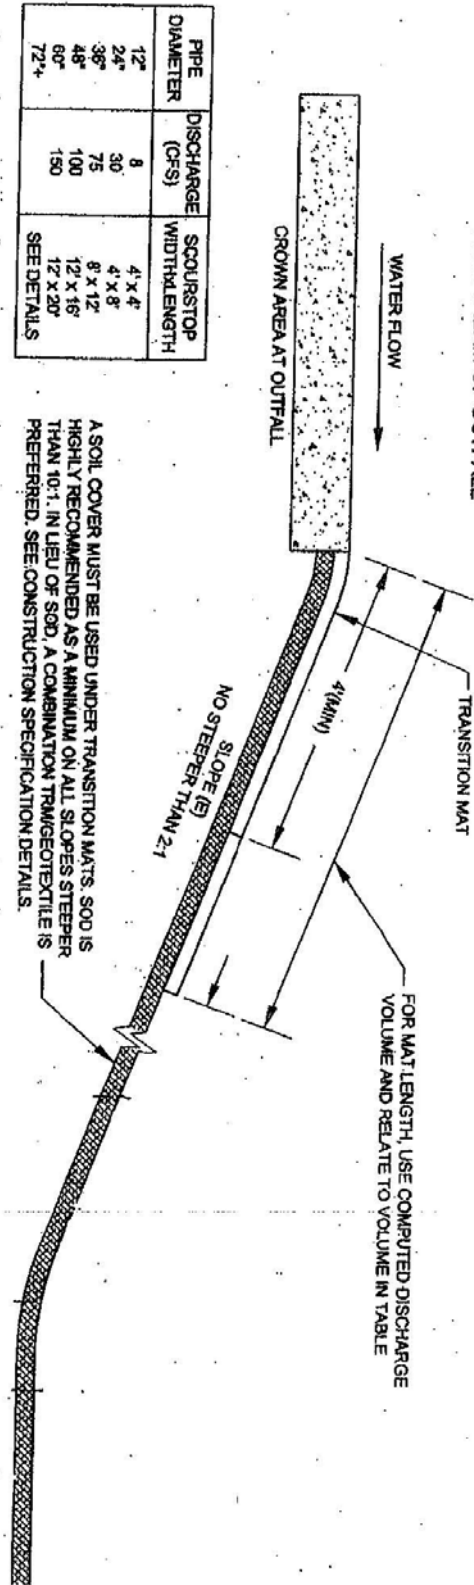 WATER FLOW
CROWN AREA AT OUTFALL
TRANSITION MAT
4'(MIN)
FOR MAT LENGTH, USE COMPUTED DISCHARGE
VOLUME AND RELATE TO VOLUME IN TABLE
SLOPE (E)
NO STEEPER THAN 2:1
PIPE DIAMETER DISCHARGE (CFS) SCOURSTOP WIDTHxLENGTH
12" 8 4' x 4'
24" 30 4' x 8'
36" 75 8' x 12'
48" 100 12' x 16'
60" 150 12' x 20'
72"+ SEE DETAILS
A SOIL COVER MUST BE USED UNDER TRANSITION MATS. SOD IS
HIGHLY RECOMMENDED AS A MINIMUM ON ALL SLOPES STEEPER
THAN 10:1. IN LIEU OF SOD, A COMBINATION TRM/GEOTEXTILE IS
PREFERRED. SEE CONSTRUCTION SPECIFICATION DETAILS.